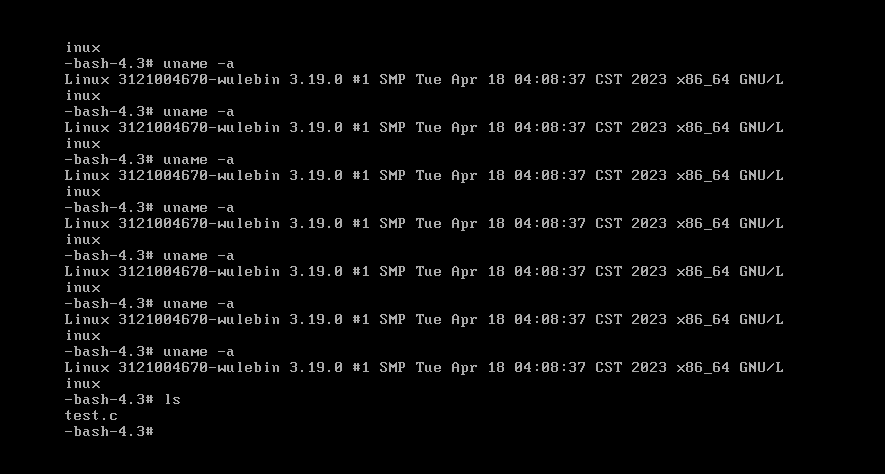 inux
-bash-4.3# uname -a
Linux 3121004670-wulebin 3.19.0 #1 SMP Tue Apr 18 04:08:37 CST 2023 x86_64 GNU/L
inux
-bash-4.3# uname -a
Linux 3121004670-wulebin 3.19.0 #1 SMP Tue Apr 18 04:08:37 CST 2023 x86_64 GNU/L
inux
-bash-4.3# uname -a
Linux 3121004670-wulebin 3.19.0 #1 SMP Tue Apr 18 04:08:37 CST 2023 x86_64 GNU/L
inux
-bash-4.3# uname -a
Linux 3121004670-wulebin 3.19.0 #1 SMP Tue Apr 18 04:08:37 CST 2023 x86_64 GNU/L
inux
-bash-4.3# uname -a
Linux 3121004670-wulebin 3.19.0 #1 SMP Tue Apr 18 04:08:37 CST 2023 x86_64 GNU/L
inux
-bash-4.3# uname -a
Linux 3121004670-wulebin 3.19.0 #1 SMP Tue Apr 18 04:08:37 CST 2023 x86_64 GNU/L
inux
-bash-4.3# uname -a
Linux 3121004670-wulebin 3.19.0 #1 SMP Tue Apr 18 04:08:37 CST 2023 x86_64 GNU/L
inux
-bash-4.3# ls
test.c
-bash-4.3#